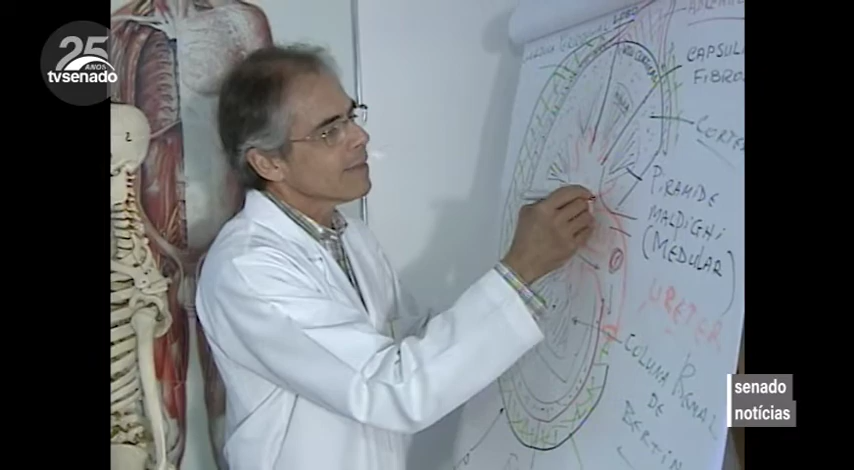 25
ANOS
tvsenado
CAPSULA
FIBRO
CORTE
PIRAMIDE
MALPIGHI
(MEDULAR)
URETER
COLUNA RENAL
DE
BERTIN
senado
notícias